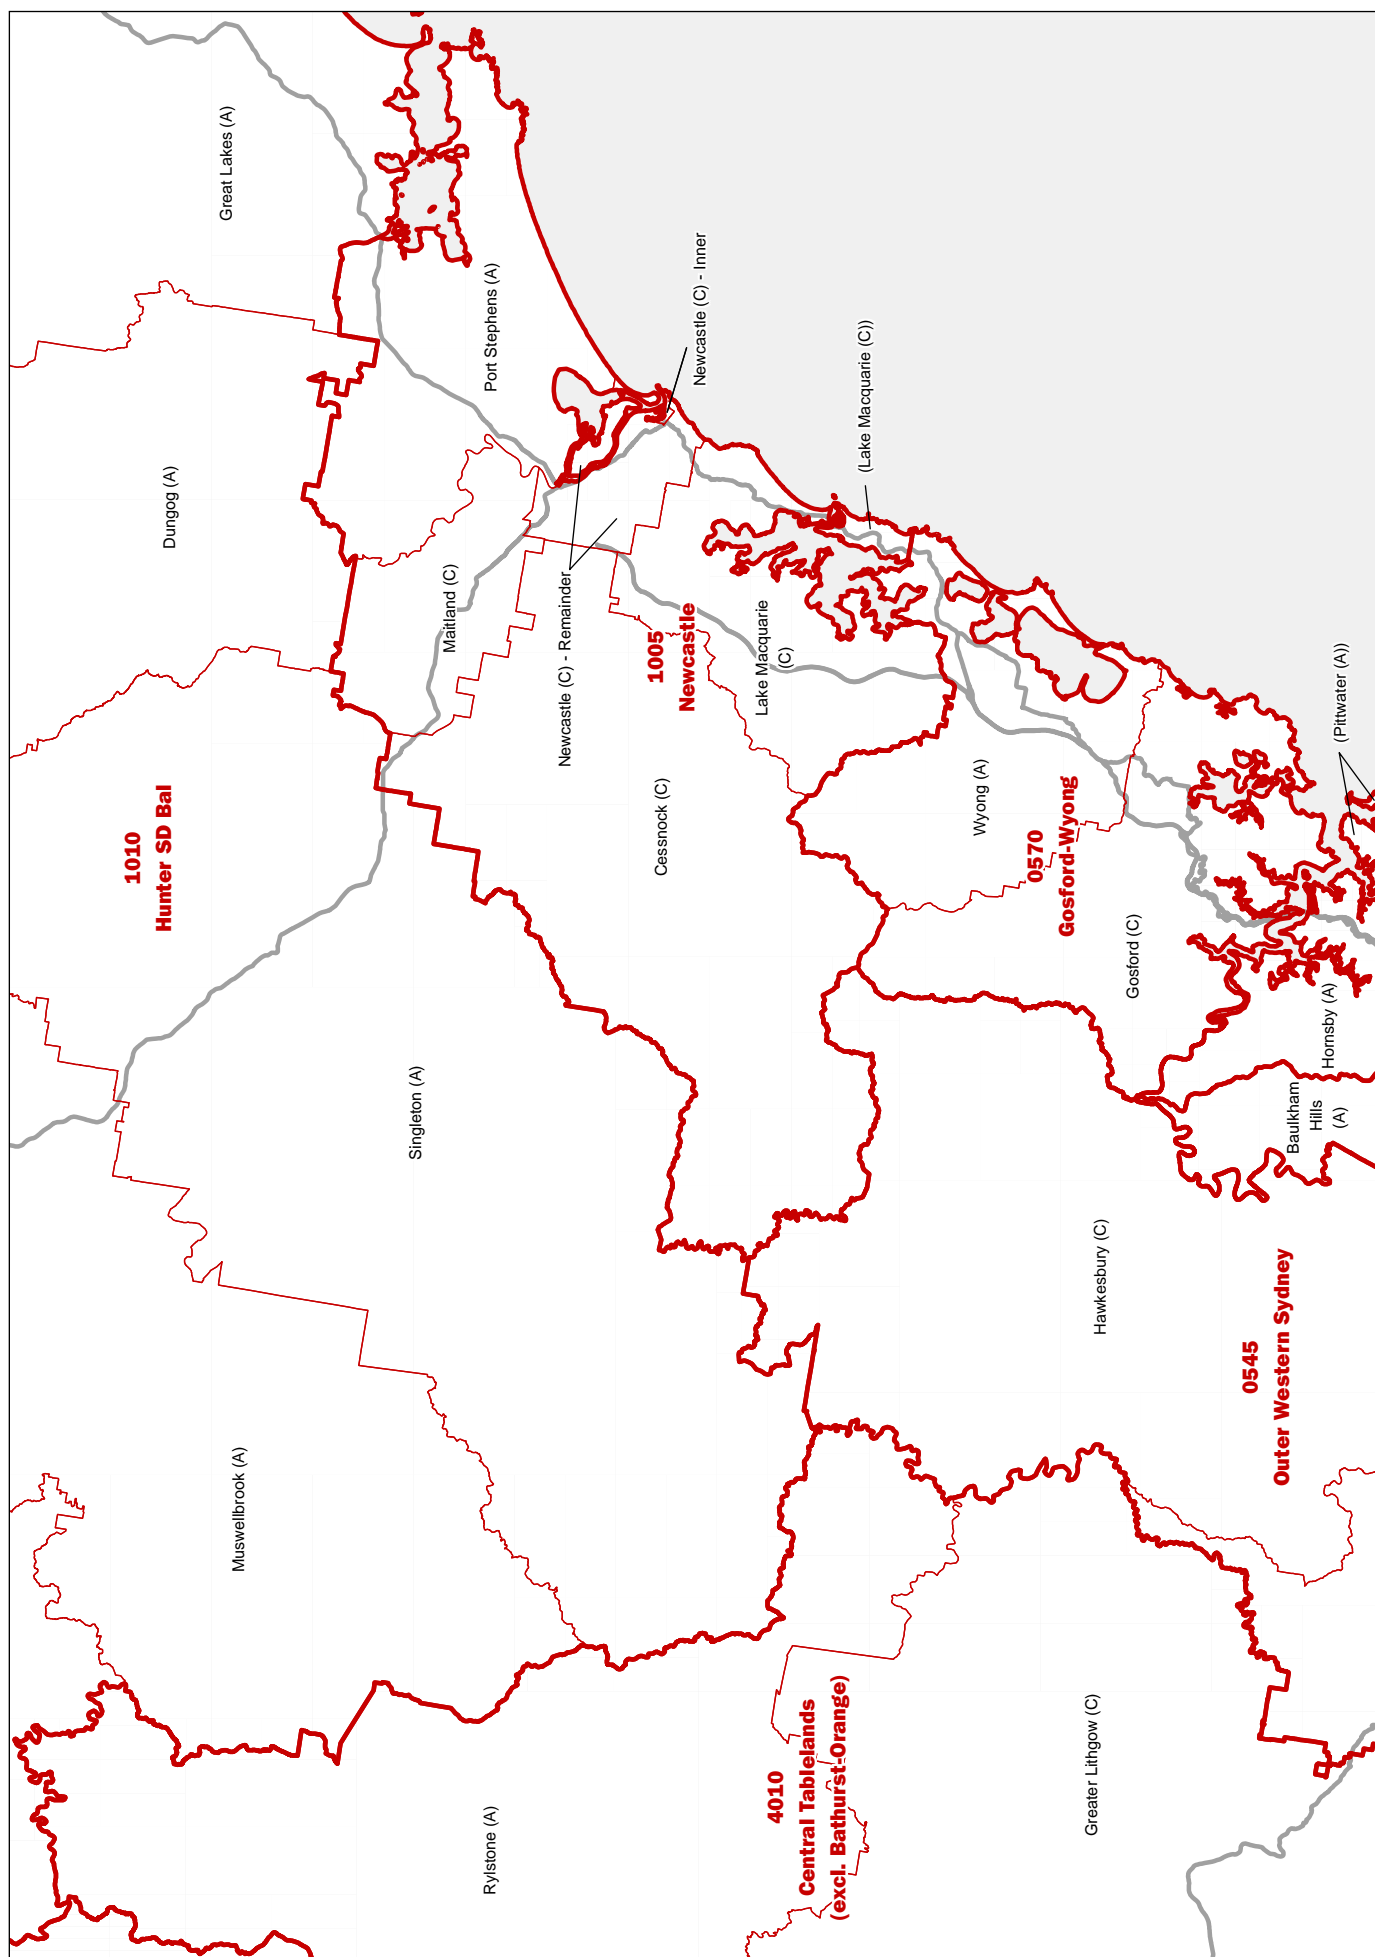 Great Lakes (A)
Dungog (A)
1010
Hunter SD Bal
Muswellbrook (A)
Port Stephens (A)
Maitland (C)
Singleton (A)
Rylstone (A)
Newcastle (C) - Inner
Newcastle (C) - Remainder
1005
Newcastle
Cessnock (C)
(Lake Macquarie (C))
Lake Macquarie
(C)
4010
Central Tablelands
(excl. Bathurst-Orange)
Wyong (A)
0570
Gosford-Wyong
Gosford (C)
Hawkesbury (C)
Greater Lithgow (C)
(Pittwater (A))
Hornsby (A)
Baulkham
Hills
(A)
0545
Outer Western Sydney